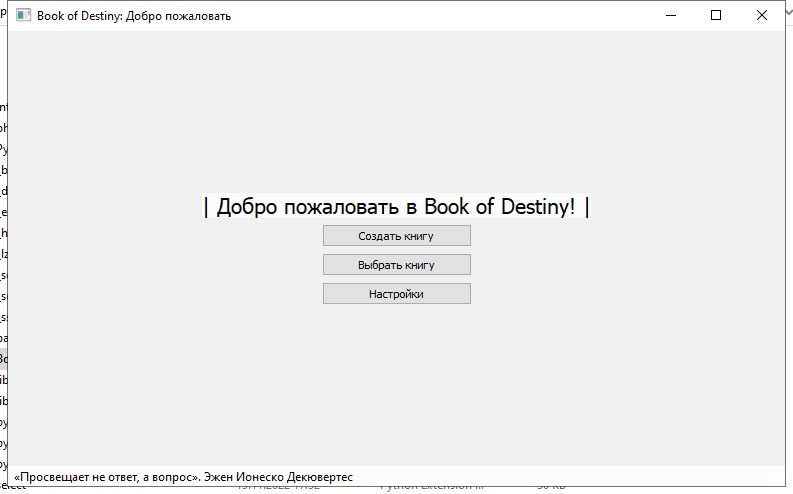 Book of Destiny: Добро пожаловать
| Добро пожаловать в Book of Destiny! |
Создать книгу
Выбрать книгу
Настройки
«Просвещает не ответ, а вопрос». Эжен Ионеско Декювертес